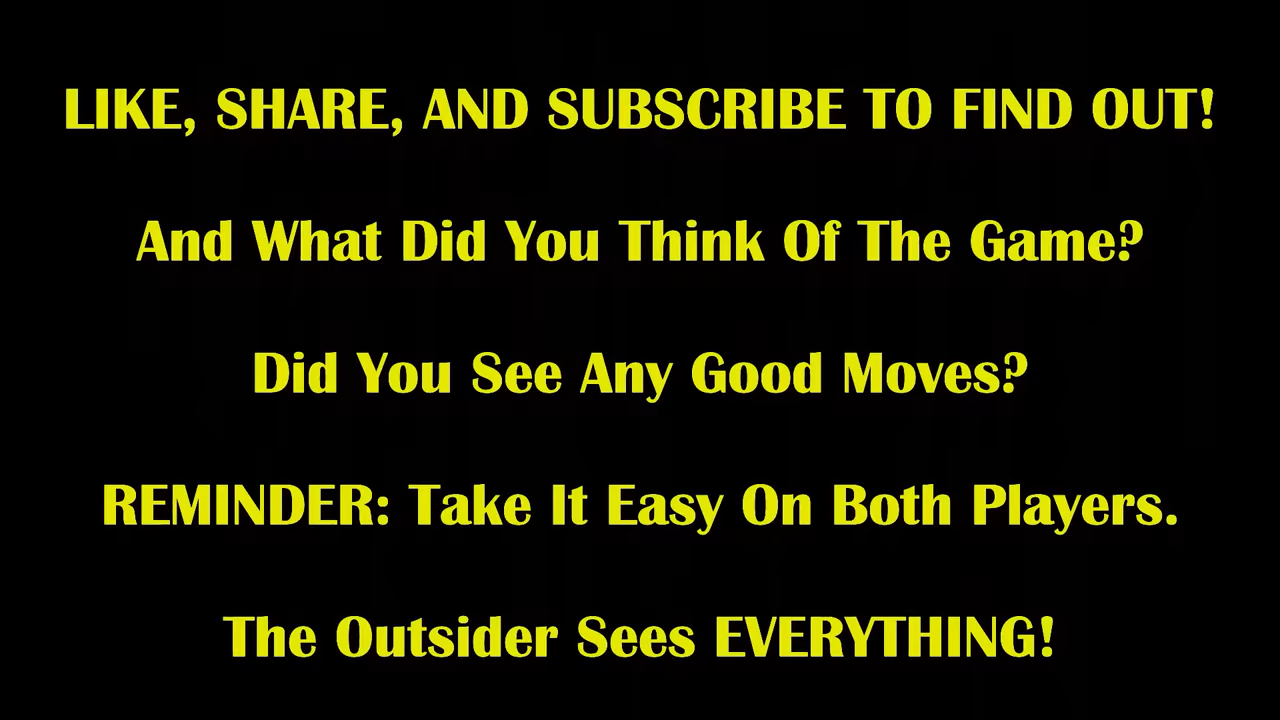 LIKE, SHARE, AND SUBSCRIBE TO FIND OUT!
And What Did You Think Of The Game?
Did You See Any Good Moves?
REMINDER: Take It Easy On Both Players.
The Outsider Sees EVERYTHING!